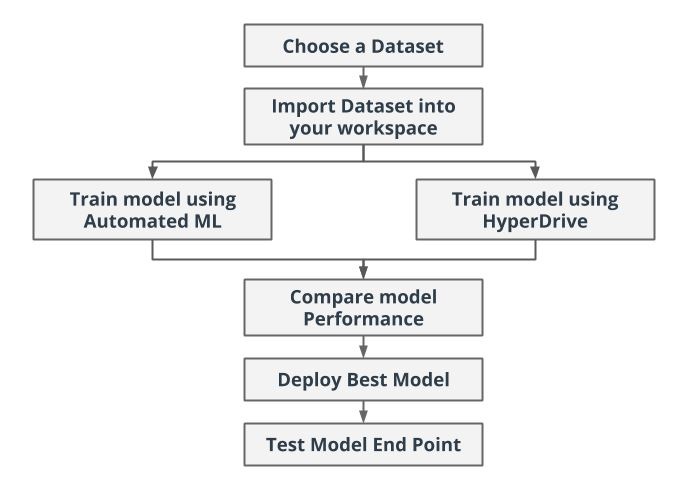 Choose a Dataset
Import Dataset into
your workspace
Train model using
Automated ML
Train model using
HyperDrive
Compare model
Performance
Deploy Best Model
Test Model End Point